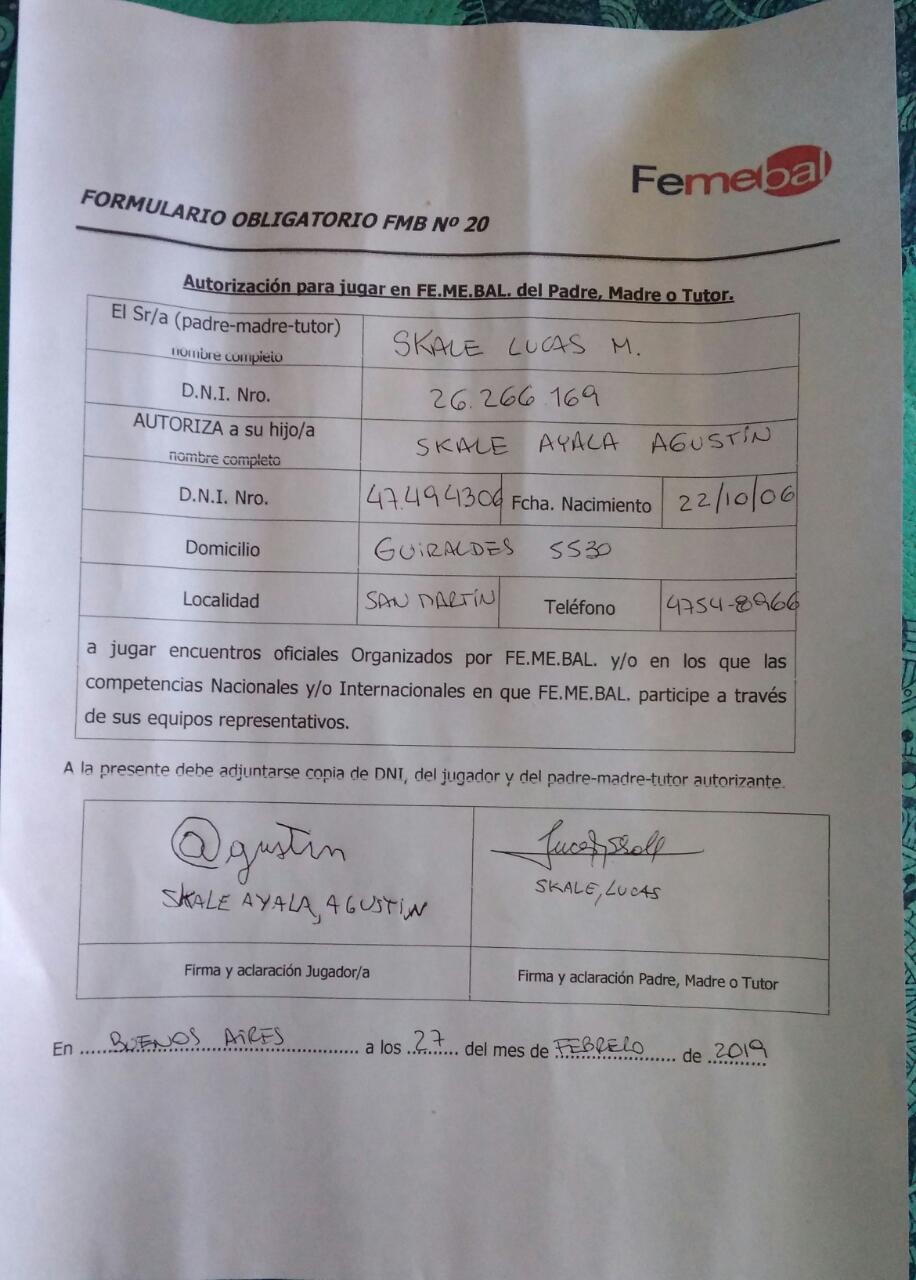 Femebal
FORMULARIO OBLIGATORIO FMB Nº 20
Autorización para jugar en FE.ME.BAL. del Padre, Madre o Tutor.
El Sr/a (padre-madre-tutor) SKALE LUCAS M.
nombre completo
D.N.I. Nro. 26.266.169
AUTORIZA a su hijo/a SKALE AYALA AGUSTÍN
nombre completo
D.N.I. Nro. 47.494306 Fcha. Nacimiento 22/10/06
Domicilio GUIRALDES 5530
Localidad SAN MARTÍN Teléfono 4754-8966
a jugar encuentros oficiales Organizados por FE.ME.BAL. y/o en los que las
competencias Nacionales y/o Internacionales en que FE.ME.BAL. participe a través
de sus equipos representativos.
A la presente debe adjuntarse copia de DNI, del jugador y del padre-madre-tutor autorizante.
Agustin
SKALE AYALA, AGUSTIN
SKALE, LUCAS
Firma y aclaración Jugador/a
Firma y aclaración Padre, Madre o Tutor
En BUENOS AIRES a los 27 del mes de FEBRERO de 2019